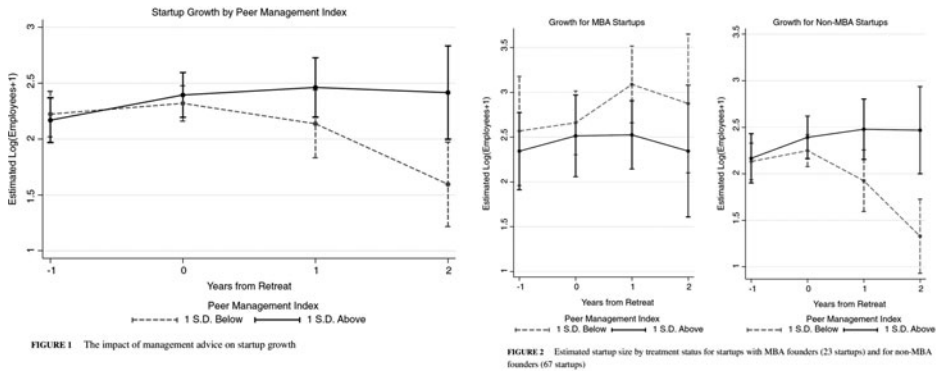 Startup Growth by Peer Management Index
Estimated Log(Employees+1)
3
2.5
2
1.5
1
-1
0
1
2
Years from Retreat
Peer Management Index
1 S.D. Below
1 S.D. Above
FIGURE 1 The impact of management advice on startup growth
Growth for MBA Startups
Estimated Log(Employees+1)
3.5
3
2.5
2
1.5
1
-1
0
1
2
Years from Retreat
Peer Management Index
1 S.D. Below
1 S.D. Above
Growth for Non-MBA Startups
Estimated Log(Employees+1)
3.5
3
2.5
2
1.5
1
-1
0
1
2
Years from Retreat
Peer Management Index
1 S.D. Below
1 S.D. Above
FIGURE 2 Estimated startup size by treatment status for startups with MBA founders (23 startups) and for non-MBA
founders (67 startups)